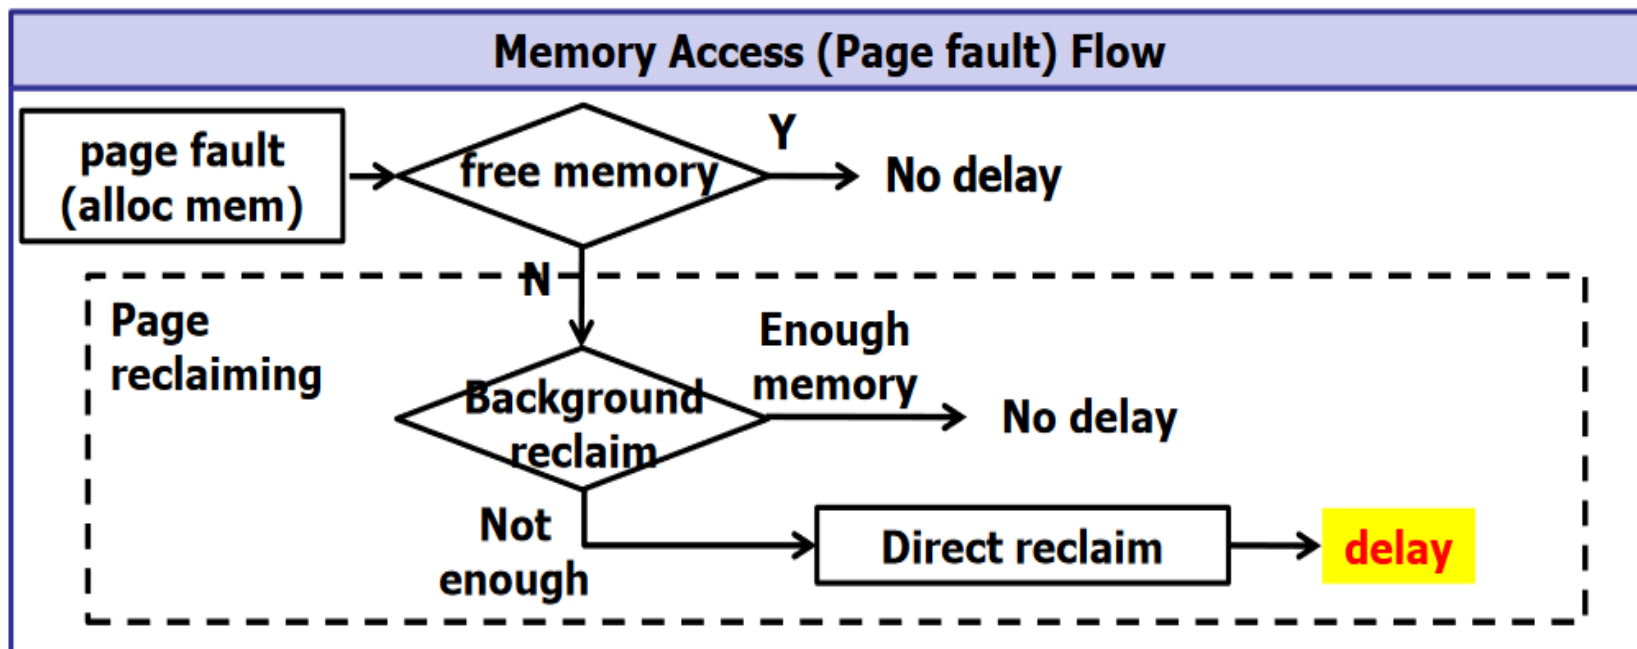 Memory Access (Page fault) Flow
page fault
(alloc mem)
free memory
Y
No delay
N
Page
reclaiming
Background
reclaim
Enough
memory
No delay
Not
enough
Direct reclaim
delay